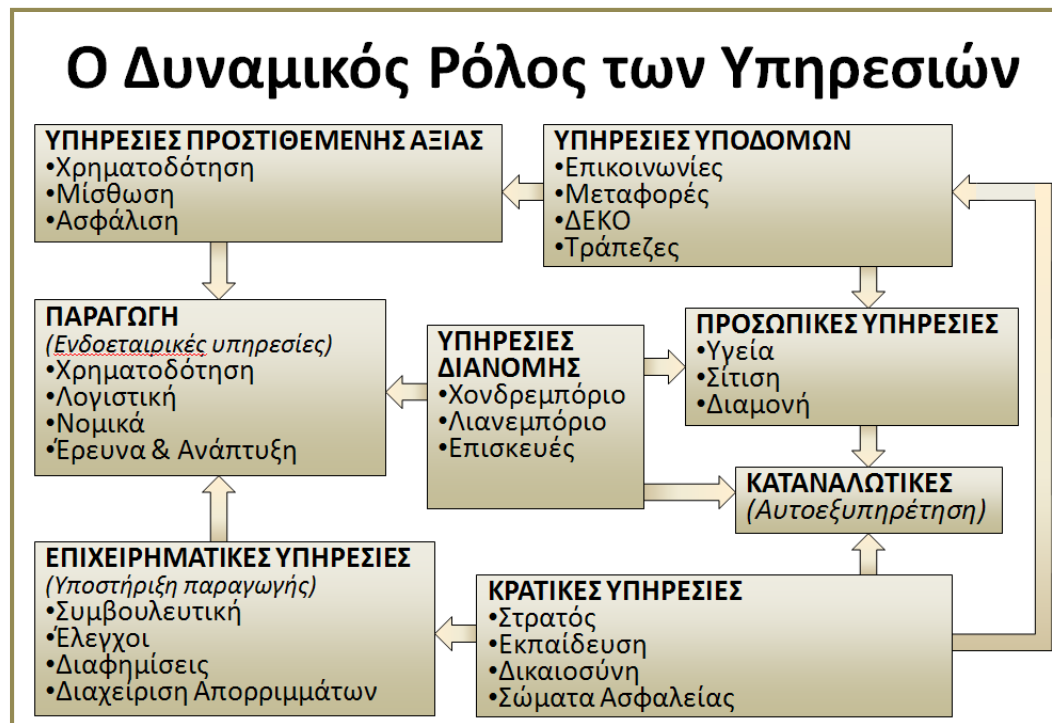 Ο Δυναμικός Ρόλος των Υπηρεσιών
ΥΠΗΡΕΣΙΕΣ ΠΡΟΣΤΙΘΕΜΕΝΗΣ ΑΞΙΑΣ
•Χρηματοδότηση
•Μίσθωση
•Ασφάλιση
ΥΠΗΡΕΣΙΕΣ ΥΠΟΔΟΜΩΝ
•Επικοινωνίες
•Μεταφορές
•ΔΕΚΟ
•Τράπεζες
ΠΑΡΑΓΩΓΗ
(Ενδοεταιρικές υπηρεσίες)
•Χρηματοδότηση
•Λογιστική
•Νομικά
•Έρευνα & Ανάπτυξη
ΥΠΗΡΕΣΙΕΣ
ΔΙΑΝΟΜΗΣ
•Χονδρεμπόριο
•Λιανεμπόριο
•Επισκευές
ΠΡΟΣΩΠΙΚΕΣ ΥΠΗΡΕΣΙΕΣ
•Υγεία
•Σίτιση
•Διαμονή
ΚΑΤΑΝΑΛΩΤΙΚΕΣ
(Αυτοεξυπηρέτηση)
ΕΠΙΧΕΙΡΗΜΑΤΙΚΕΣ ΥΠΗΡΕΣΙΕΣ
(Υποστήριξη παραγωγής)
•Συμβουλευτική
•Έλεγχοι
•Διαφημίσεις
•Διαχείριση Απορριμμάτων
ΚΡΑΤΙΚΕΣ ΥΠΗΡΕΣΙΕΣ
•Στρατός
•Εκπαίδευση
•Δικαιοσύνη
•Σώματα Ασφαλείας